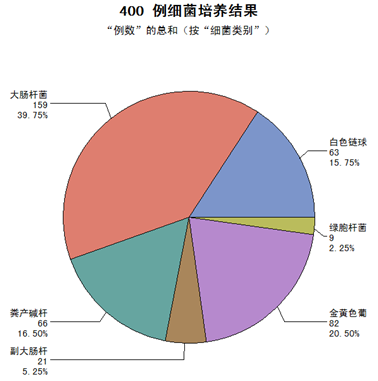 400 例细菌培养结果
“例数”的总和（按“细菌类别”）
大肠杆菌
159
39.75%
白色链球
63
15.75%
绿胞杆菌
9
2.25%
金黄色葡
82
20.50%
粪产碱杆
66
16.50%
副大肠杆
21
5.25%